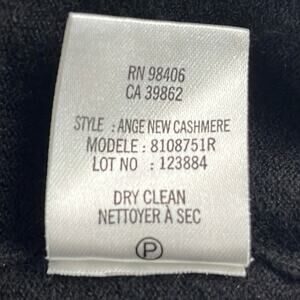 RN 98406
CA 39862
STYLE : ANGE NEW CASHMERE
MODELE : 8108751R
LOT NO : 123884
DRY CLEAN
NETTOYER À SEC
P